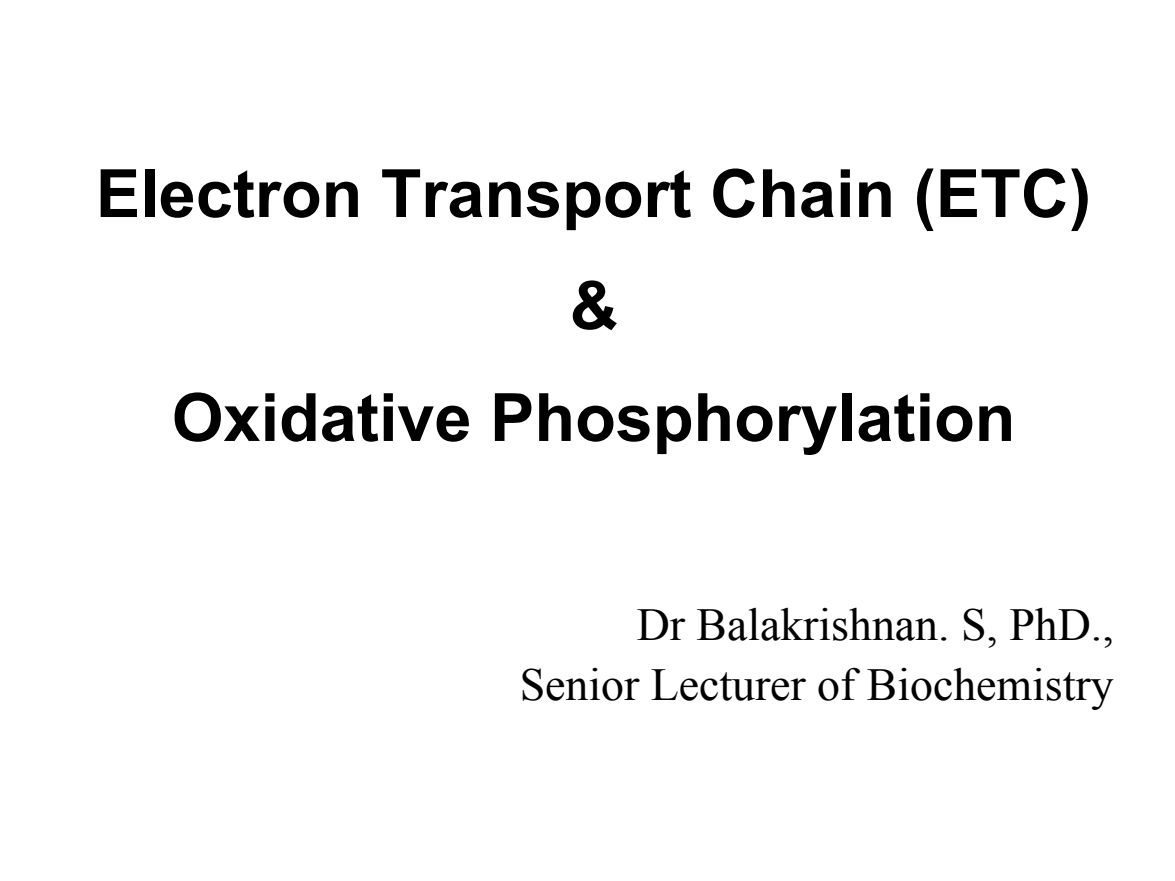 Electron Transport Chain (ETC)
&
Oxidative Phosphorylation
Dr Balakrishnan. S, PhD.,
Senior Lecturer of Biochemistry